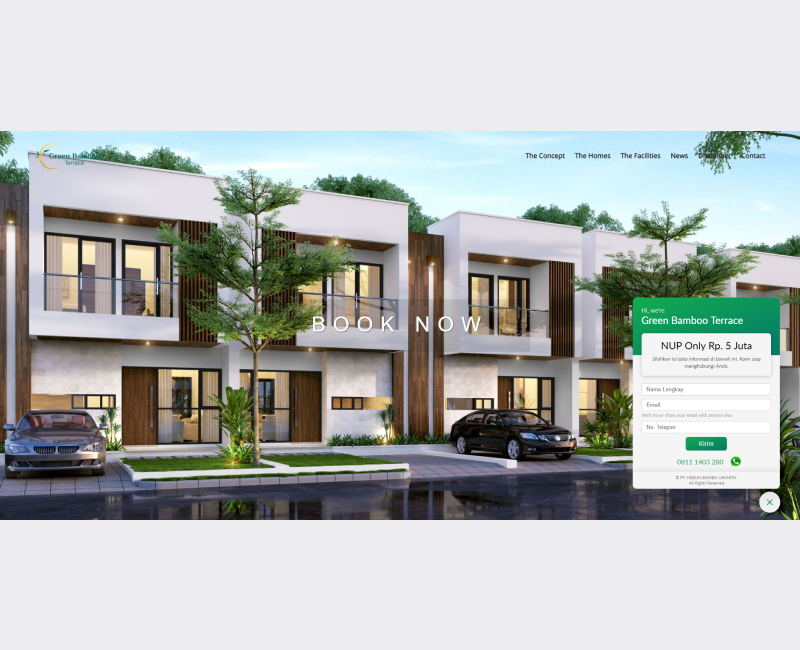 Green Bamboo
Terrace
The Concept
The Homes
The Facilities
News
Contact
BOOK NOW
Hi, we're
Green Bamboo Terrace
NUP Only Rp. 5 Juta
Silahkan isi data informasi di bawah ini. Kami siap
menghubungi Anda.
Nama Lengkap
Email
We'll never share your email with anyone else.
No. Telepon
Kirim
0811 1403 280
© PT. KEBUN BAMBU JAKARTA
All Rights Reserved